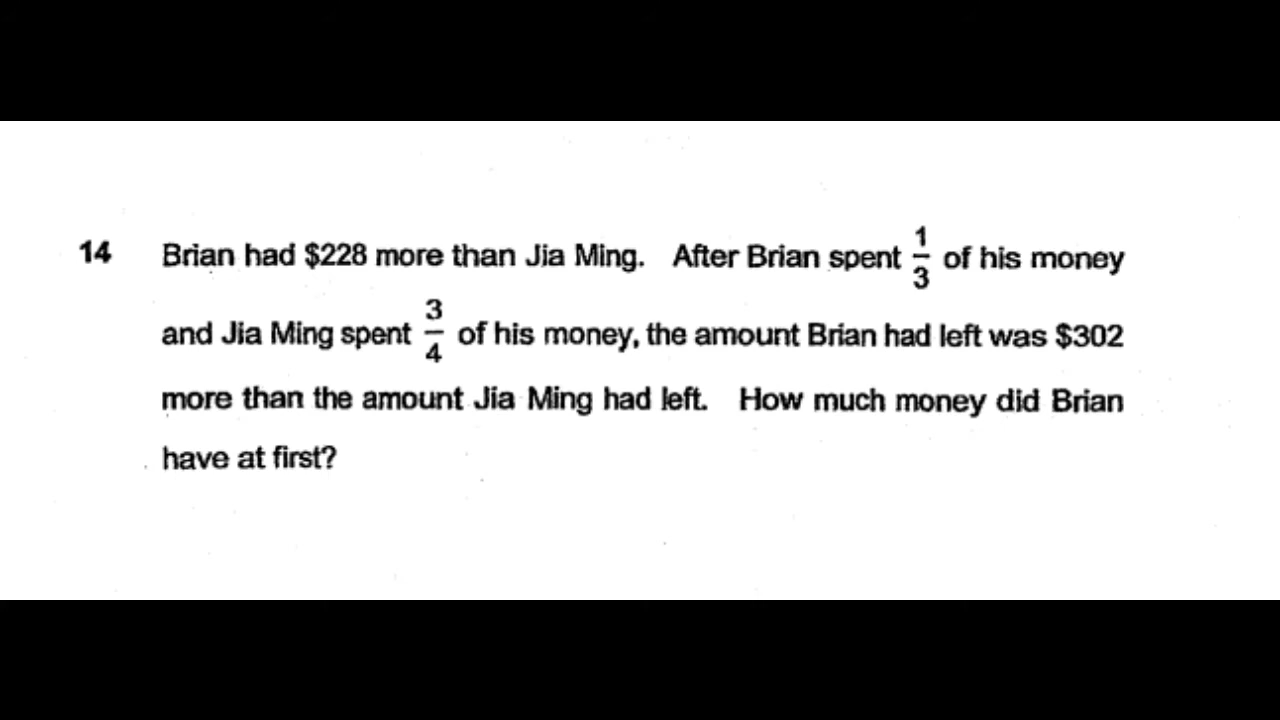 14 Brian had $228 more than Jia Ming. After Brian spent 1/3 of his money
and Jia Ming spent 3/4 of his money, the amount Brian had left was $302
more than the amount Jia Ming had left. How much money did Brian
have at first?